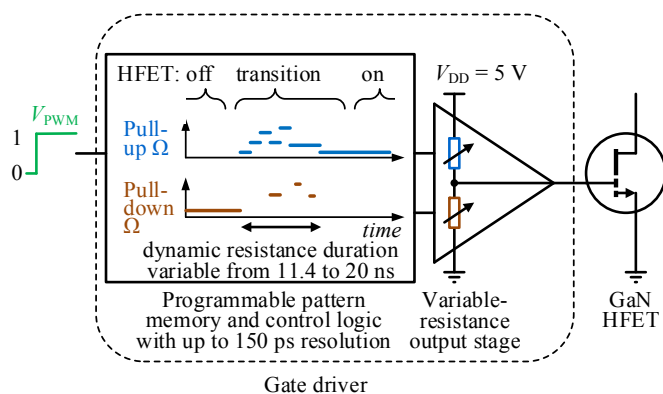 HFET: off transition on
V_DD = 5 V
V_PWM
1
0
Pull-
up Ω
Pull-
down
Ω
time
dynamic resistance duration
variable from 11.4 to 20 ns
Programmable pattern
memory and control logic
with up to 150 ps resolution
Variable-
resistance
output stage
GaN
HFET
Gate driver